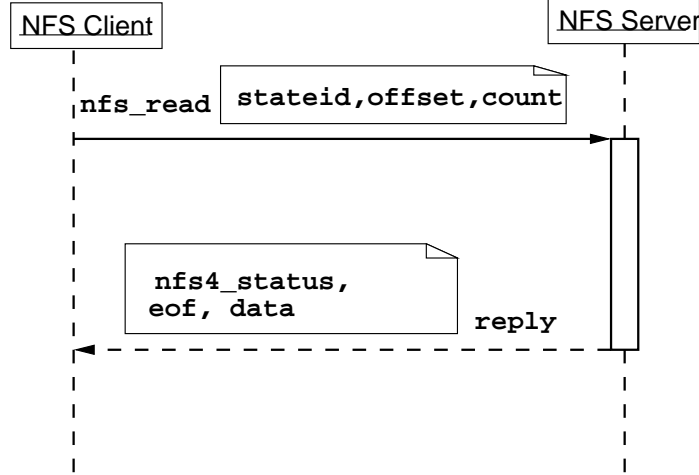 NFS Client
NFS Server
nfs_read
stateid,offset,count
nfs4_status,
eof, data
reply